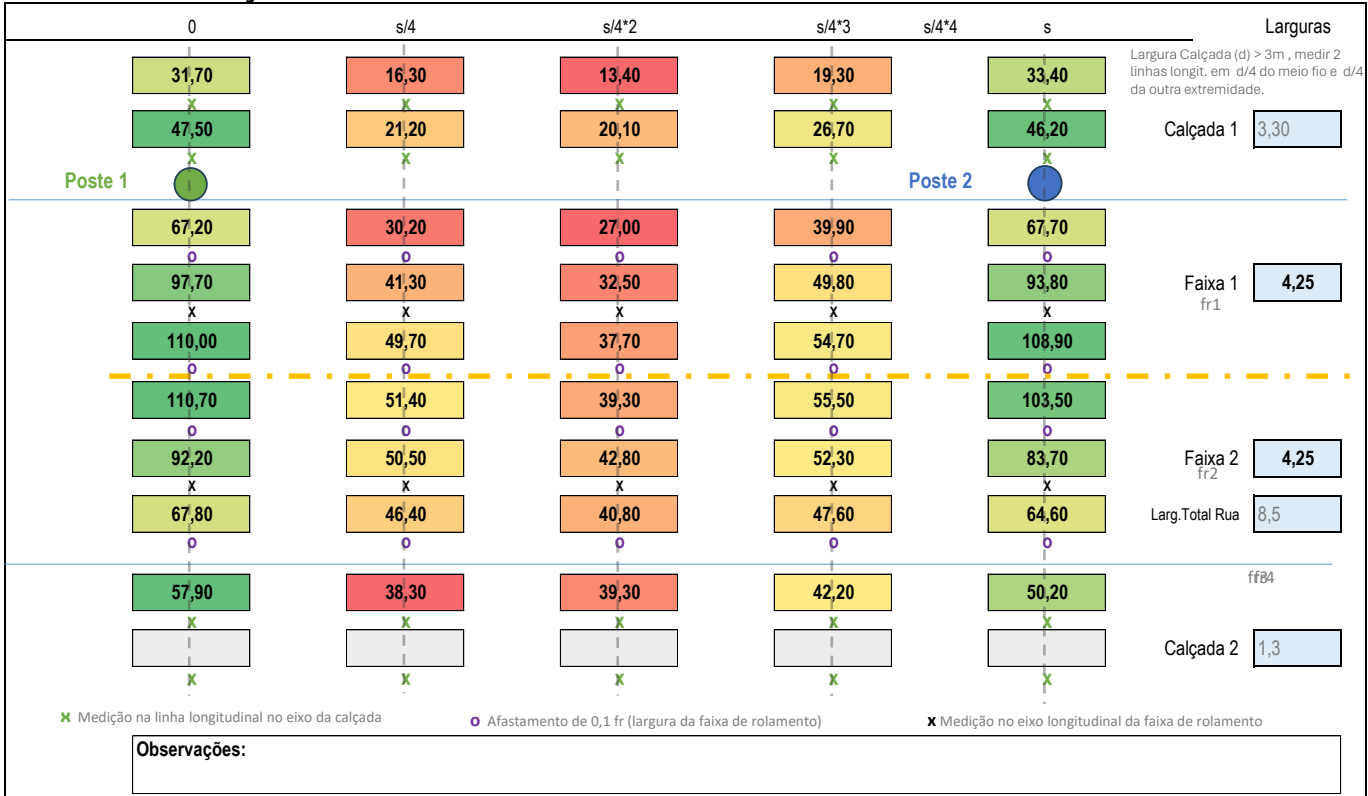 0 s/4 s/4*2 s/4*3 s/4*4 s Larguras
Largura Calçada (d) > 3m , medir 2
linhas longit. em d/4 do meio fio e d/4
da outra extremidade.
31,70 16,30 13,40 19,30 33,40
x x x x x
47,50 21,20 20,10 26,70 46,20 Calçada 1 3,30
x x x x x
Poste 1 Poste 2
67,20 30,20 27,00 39,90 67,70
o o o o o
97,70 41,30 32,50 49,80 93,80 Faixa 1 4,25
fr1
x x x x x
110,00 49,70 37,70 54,70 108,90
o o o o o
110,70 51,40 39,30 55,50 103,50
o o o o o
92,20 50,50 42,80 52,30 83,70 Faixa 2 4,25
fr2
x x x x x
67,80 46,40 40,80 47,60 64,60 Larg.Total Rua 8,5
o o o o o
57,90 38,30 39,30 42,20 50,20
x x x x x
Calçada 2 1,3
x x x x x
x Medição na linha longitudinal no eixo da calçada o Afastamento de 0,1 fr (largura da faixa de rolamento) x Medição no eixo longitudinal da faixa de rolamento
Observações: